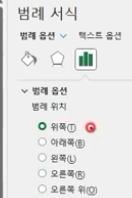 범례 서식
범례 옵션 텍스트 옵션
범례 옵션
범례 위치
위쪽(T)
아래쪽(B)
왼쪽(L)
오른쪽(R)
오른쪽 위(O)